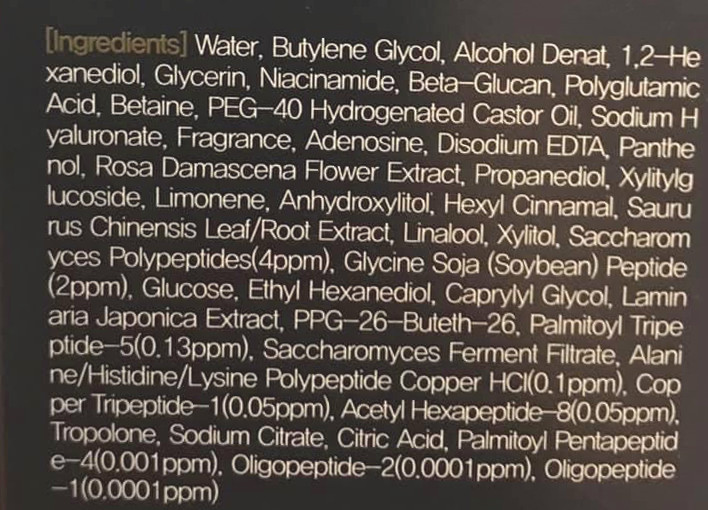 [Ingredients] Water, Butylene Glycol, Alcohol Denat, 1,2-He
xanediol, Glycerin, Niacinamide, Beta-Glucan, Polyglutamic
Acid, Betaine, PEG-40 Hydrogenated Castor Oil, Sodium H
yaluronate, Fragrance, Adenosine, Disodium EDTA, Panthe
nol, Rosa Damascena Flower Extract, Propanediol, Xylitylg
lucoside, Limonene, Anhydroxylitol, Hexyl Cinnamal, Sauru
rus Chinensis Leaf/Root Extract, Linalool, Xylitol, Saccharom
yces Polypeptides(4ppm), Glycine Soja (Soybean) Peptide
(2ppm), Glucose, Ethyl Hexanediol, Caprylyl Glycol, Lamin
aria Japonica Extract, PPG-26-Buteth-26, Palmitoyl Tripe
ptide-5(0.13ppm), Saccharomyces Ferment Filtrate, Alani
ne/Histidine/Lysine Polypeptide Copper HCl(0.1ppm), Cop
per Tripeptide-1(0.05ppm), Acetyl Hexapeptide-8(0.05ppm),
Tropolone, Sodium Citrate, Citric Acid, Palmitoyl Pentapeptid
e-4(0.001ppm), Oligopeptide-2(0.0001ppm), Oligopeptide
-1(0.0001ppm)